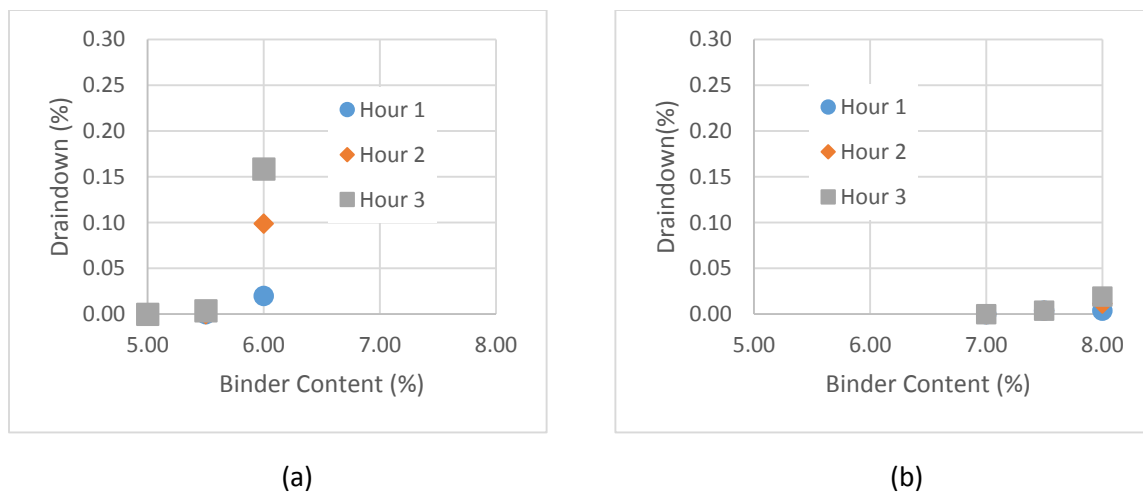 0.30
0.25
0.20
0.15
0.10
0.05
0.00
Draindown (%)
Hour 1
Hour 2
Hour 3
5.00 6.00 7.00 8.00
Binder Content (%)
(a)
0.30
0.25
0.20
0.15
0.10
0.05
0.00
Draindown(%)
Hour 1
Hour 2
Hour 3
5.00 6.00 7.00 8.00
Binder Content (%)
(b)